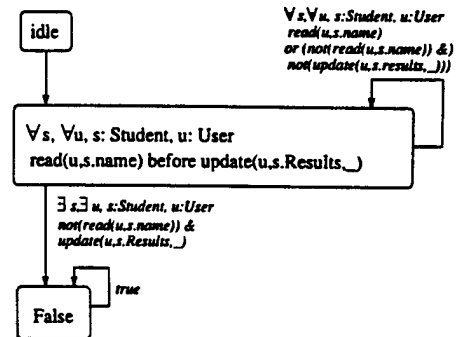 idle
∀ s,∀ u, s:Student, u:User
read(u,s.name)
or (not(read(u,s.name)) &)
not(update(u,s.results,_)))
∀ s, ∀u, s: Student, u: User
read(u,s.name) before update(u,s.Results,_)
∃ s,∃ u, s:Student, u:User
not(read(u,s.name)) &
update(u,s.Results,_)
true
False